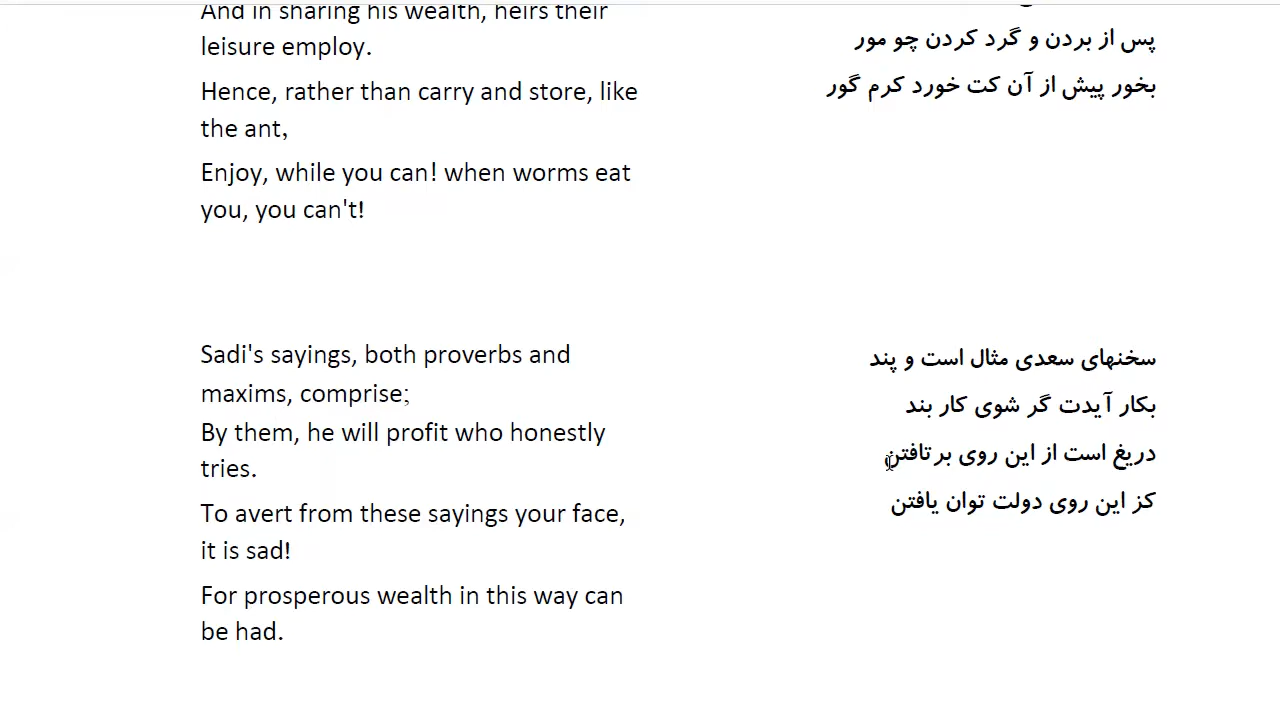 And in sharing his wealth, heirs their
leisure employ.
Hence, rather than carry and store, like
the ant,
Enjoy, while you can! when worms eat
you, you can't!
Sadi's sayings, both proverbs and
maxims, comprise;
By them, he will profit who honestly
tries.
To avert from these sayings your face,
it is sad!
For prosperous wealth in this way can
be had.
پس از بردن و گرد کردن چو مور
بخور پیش از آن کت خورد کرم گور
سخنهای سعدی مثال است و پند
بکار آیدت گر شوی کار بند
دریغ است از این روی برتافتن
کز این روی دولت توان یافتن